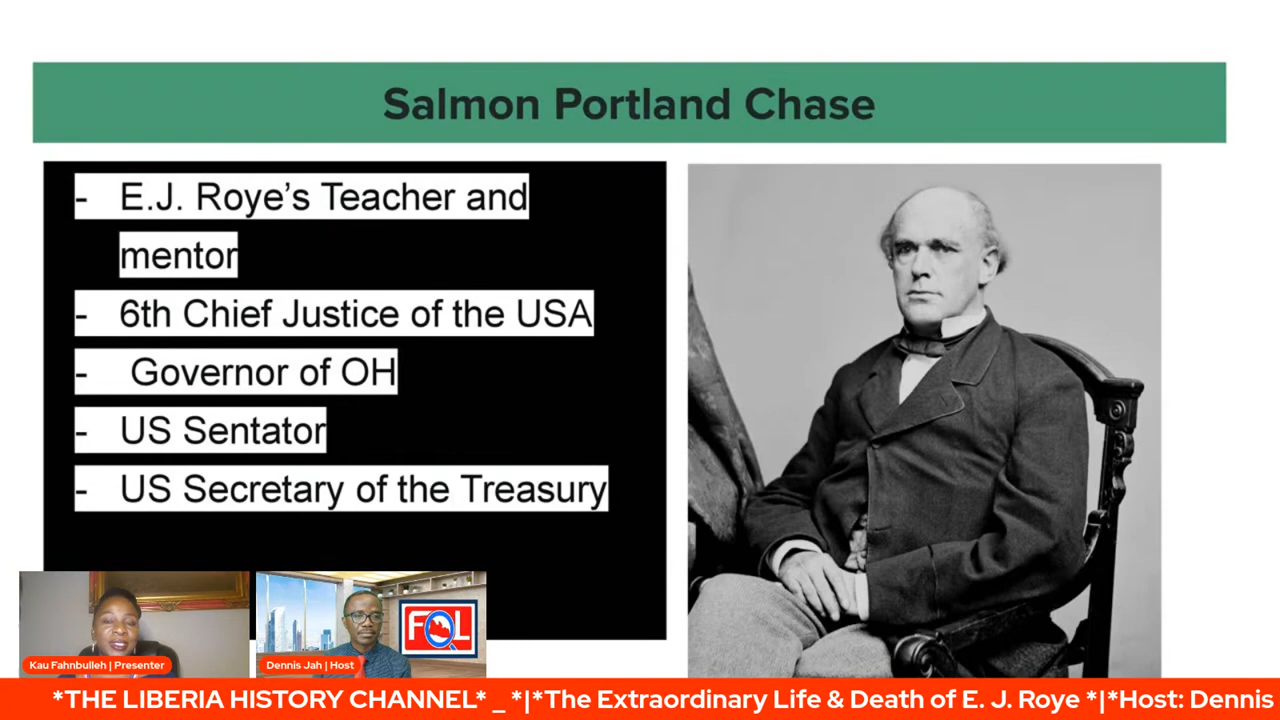 Salmon Portland Chase
- E.J. Roye's Teacher and
mentor
- 6th Chief Justice of the USA
- Governor of OH
- US Sentator
- US Secretary of the Treasury
FOL
Kau Fahnbulleh | Presenter
Dennis Jah | Host
*THE LIBERIA HISTORY CHANNEL* _ *|*The Extraordinary Life & Death of E. J. Roye *|*Host: Dennis